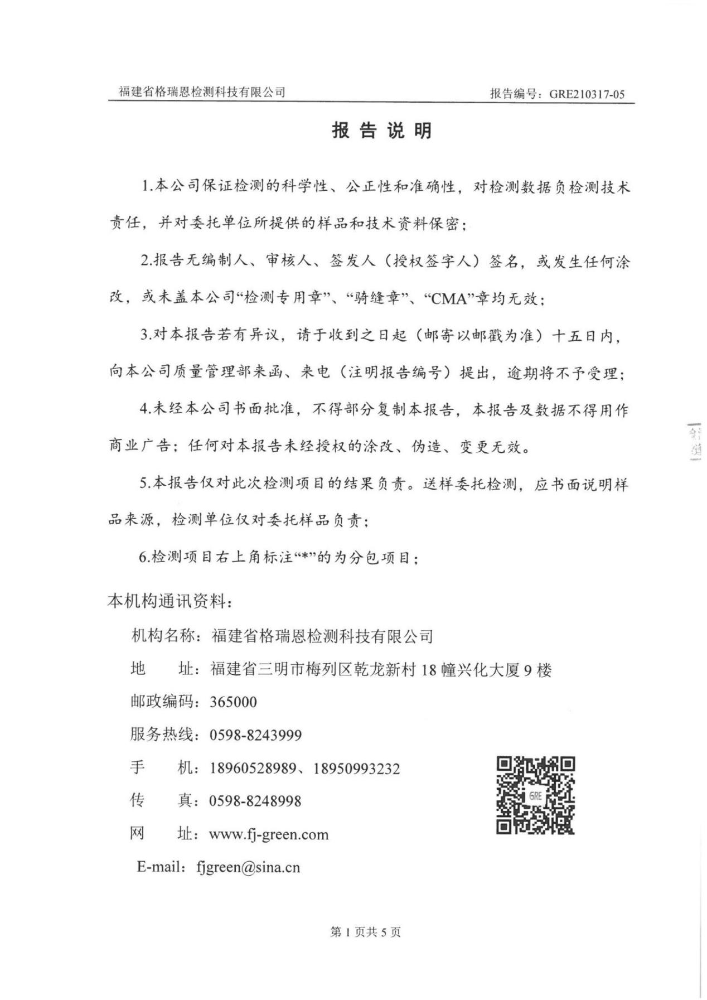 福建省格瑞恩检测科技有限公司 报告编号：GRE210317-05
报告说明
1.本公司保证检测的科学性、公正性和准确性，对检测数据负检测技术
责任，并对委托单位所提供的样品和技术资料保密；
2.报告无编制人、审核人、签发人（授权签字人）签名，或发生任何涂
改，或未盖本公司“检测专用章”、“骑缝章”、“CMA”章均无效；
3.对本报告若有异议，请于收到之日起（邮寄以邮戳为准）十五日内，
向本公司质量管理部来函、来电（注明报告编号）提出，逾期将不予受理；
4.未经本公司书面批准，不得部分复制本报告，本报告及数据不得用作
商业广告；任何对本报告未经授权的涂改、伪造、变更无效。
5.本报告仅对此次检测项目的结果负责。送样委托检测，应书面说明样
品来源，检测单位仅对委托样品负责；
6.检测项目右上角标注“*”的为分包项目；
本机构通讯资料：
机构名称：福建省格瑞恩检测科技有限公司
地 址：福建省三明市梅列区乾龙新村 18 幢兴化大厦 9 楼
邮政编码：365000
服务热线：0598-8243999
手 机：18960528989、18950993232
传 真：0598-8248998
网 址：www.fj-green.com
E-mail：fjgreen@sina.cn
GRE
第 1 页共 5 页